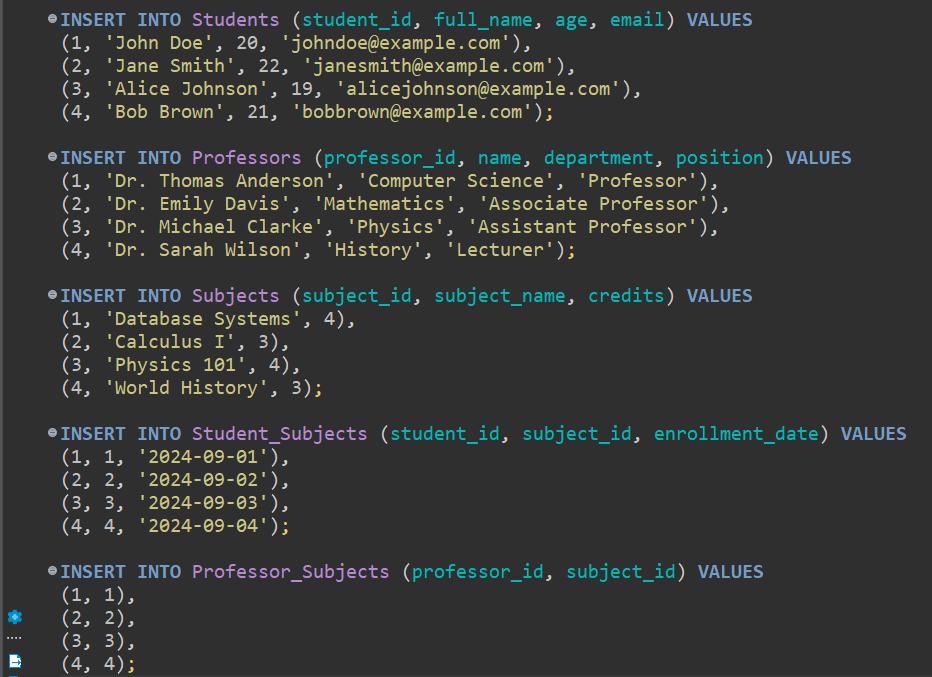 INSERT INTO Students (student_id, full_name, age, email) VALUES
(1, 'John Doe', 20, 'johndoe@example.com'),
(2, 'Jane Smith', 22, 'janesmith@example.com'),
(3, 'Alice Johnson', 19, 'alicejohnson@example.com'),
(4, 'Bob Brown', 21, 'bobbrown@example.com');
INSERT INTO Professors (professor_id, name, department, position) VALUES
(1, 'Dr. Thomas Anderson', 'Computer Science', 'Professor'),
(2, 'Dr. Emily Davis', 'Mathematics', 'Associate Professor'),
(3, 'Dr. Michael Clarke', 'Physics', 'Assistant Professor'),
(4, 'Dr. Sarah Wilson', 'History', 'Lecturer');
INSERT INTO Subjects (subject_id, subject_name, credits) VALUES
(1, 'Database Systems', 4),
(2, 'Calculus I', 3),
(3, 'Physics 101', 4),
(4, 'World History', 3);
INSERT INTO Student_Subjects (student_id, subject_id, enrollment_date) VALUES
(1, 1, '2024-09-01'),
(2, 2, '2024-09-02'),
(3, 3, '2024-09-03'),
(4, 4, '2024-09-04');
INSERT INTO Professor_Subjects (professor_id, subject_id) VALUES
(1, 1),
(2, 2),
(3, 3),
(4, 4);